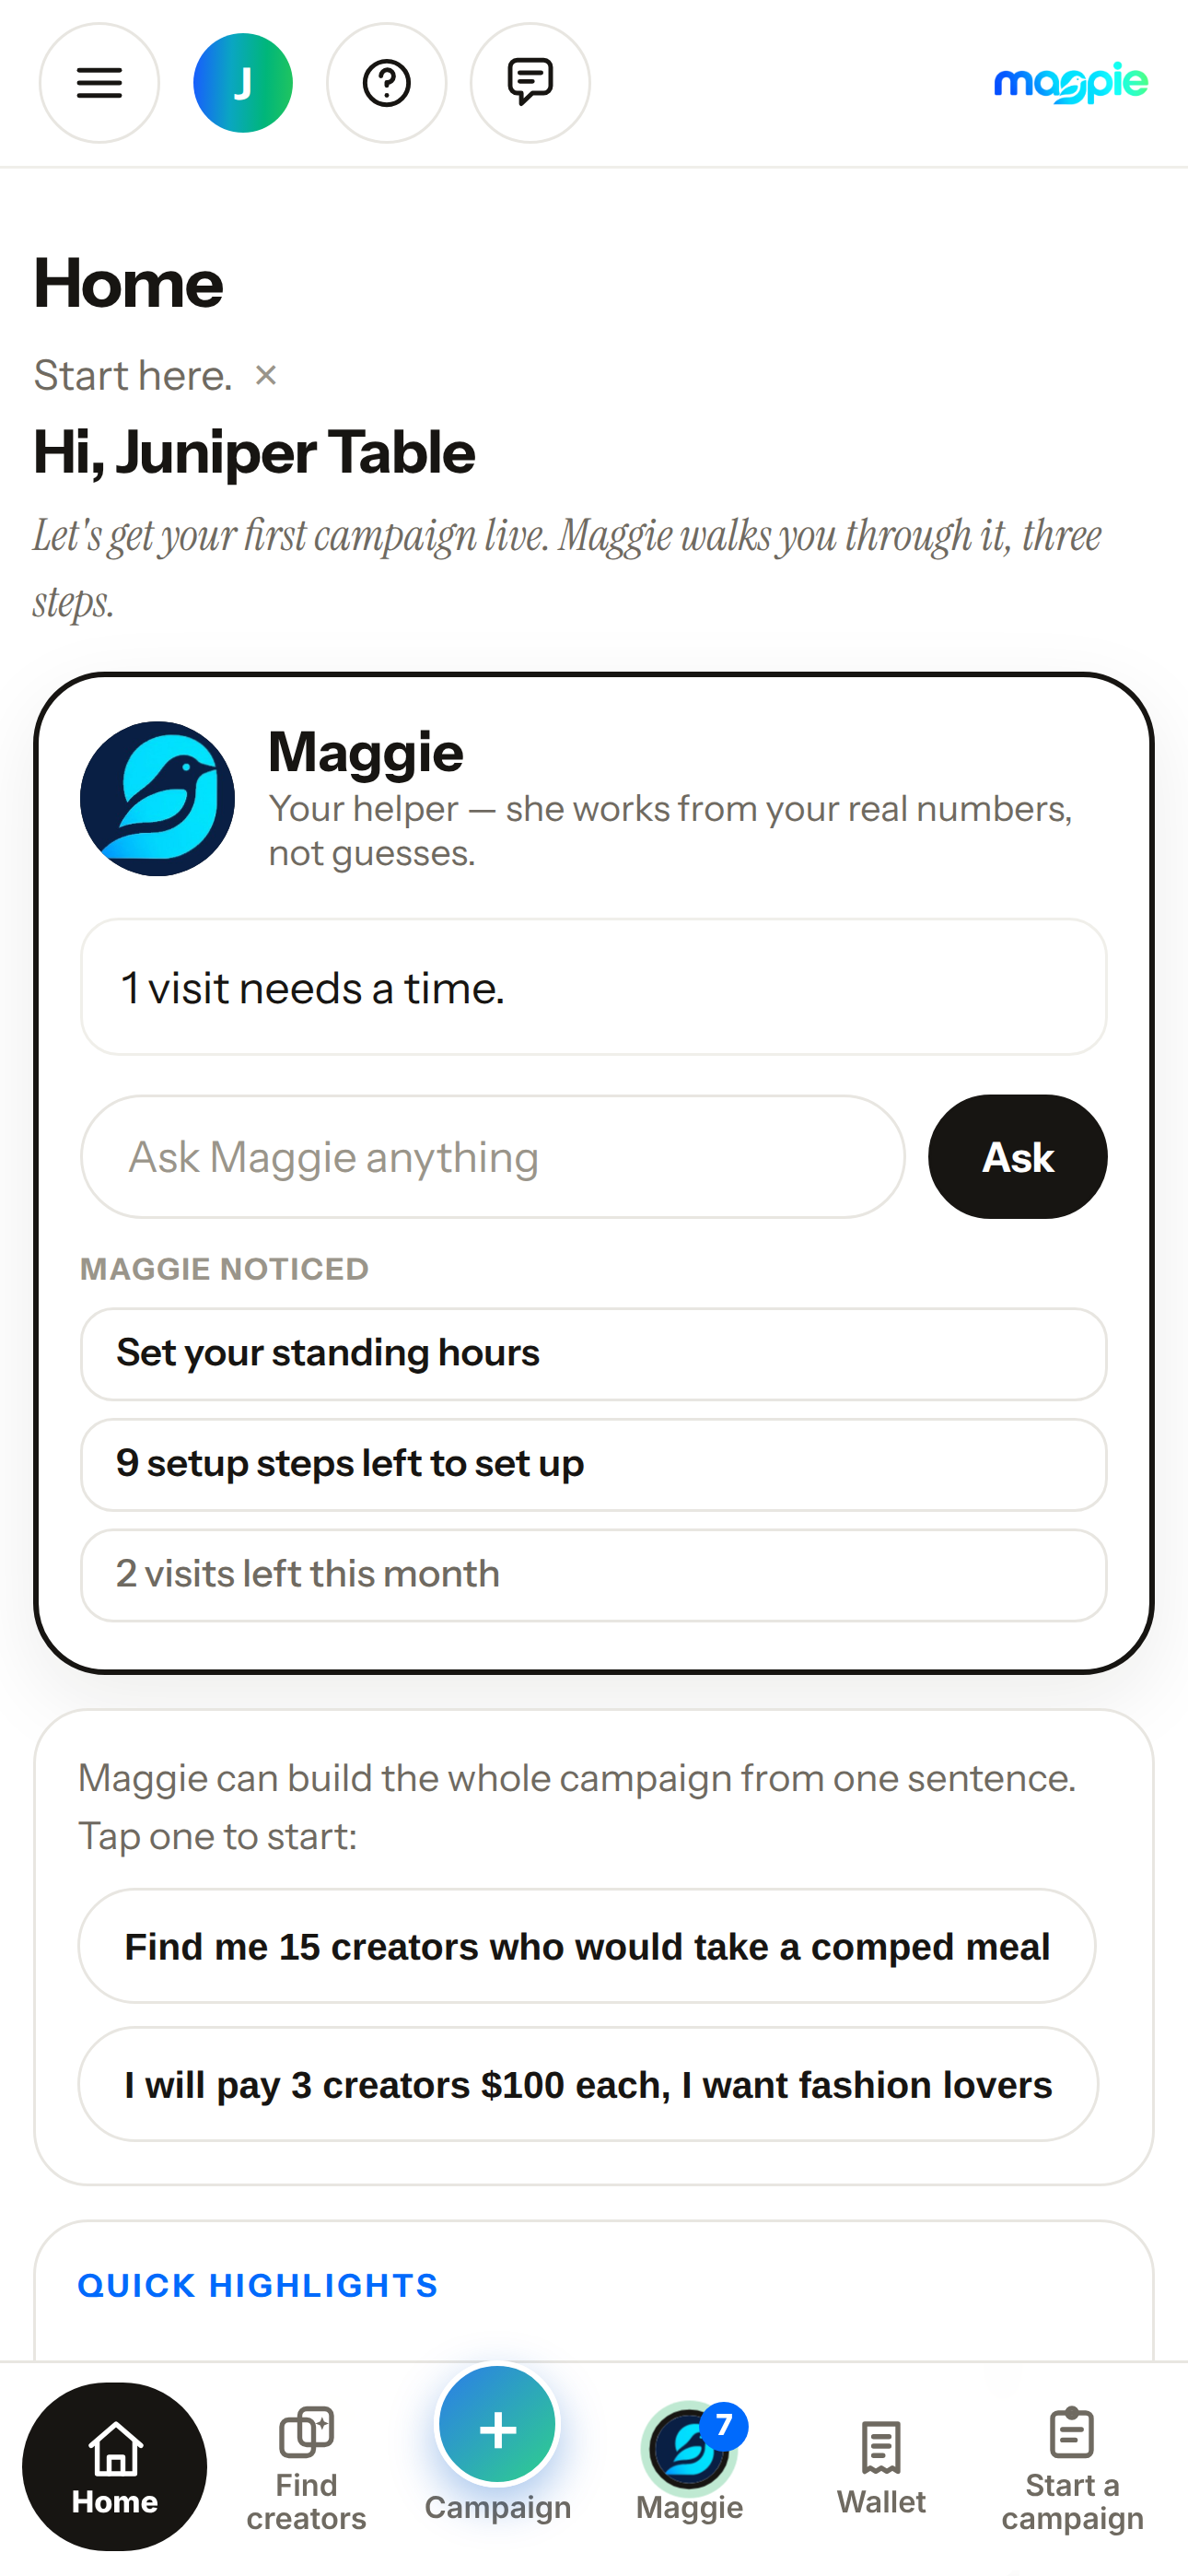 J
magpie
Home
Start here. ×
Hi, Juniper Table
Let's get your first campaign live. Maggie walks you through it, three
steps.
Maggie
Your helper — she works from your real numbers,
not guesses.
1 visit needs a time.
Ask Maggie anything
Ask
MAGGIE NOTICED
Set your standing hours
9 setup steps left to set up
2 visits left this month
Maggie can build the whole campaign from one sentence.
Tap one to start:
Find me 15 creators who would take a comped meal
I will pay 3 creators $100 each, I want fashion lovers
QUICK HIGHLIGHTS
Home
Find
creators
Campaign
7
Maggie
Wallet
Start a
campaign